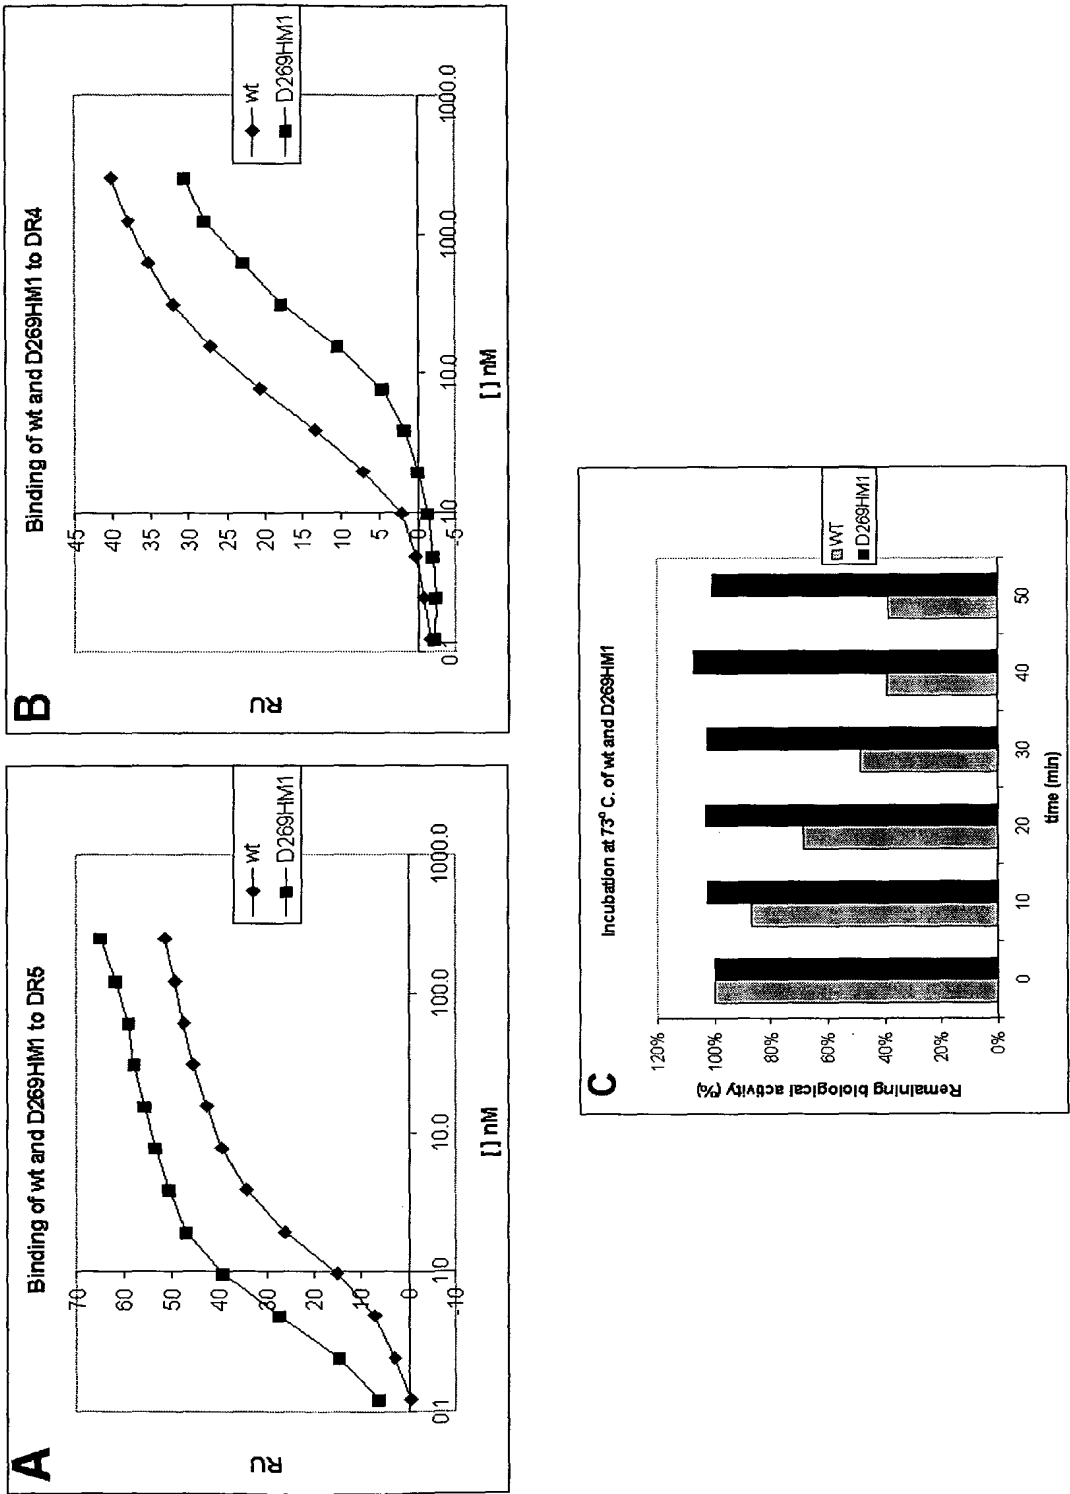 A
Binding of wt and D269HM1 to DR5
70
60
50
40
30
20
10
0
-10
0.1
1.0
10.0
100.0
1000.0
RU
[ ] nM
wt
D269HM1
B
Binding of wt and D269HM1 to DR4
45
40
35
30
25
20
15
10
5
0
-5
0.1
1.0
10.0
100.0
1000.0
RU
[ ] nM
wt
D269HM1
C
Incubation at 73° C. of wt and D269HM1
120%
100%
80%
60%
40%
20%
0%
Remaining biological activity (%)
0
10
20
30
40
50
time (min)
WT
D269HM1